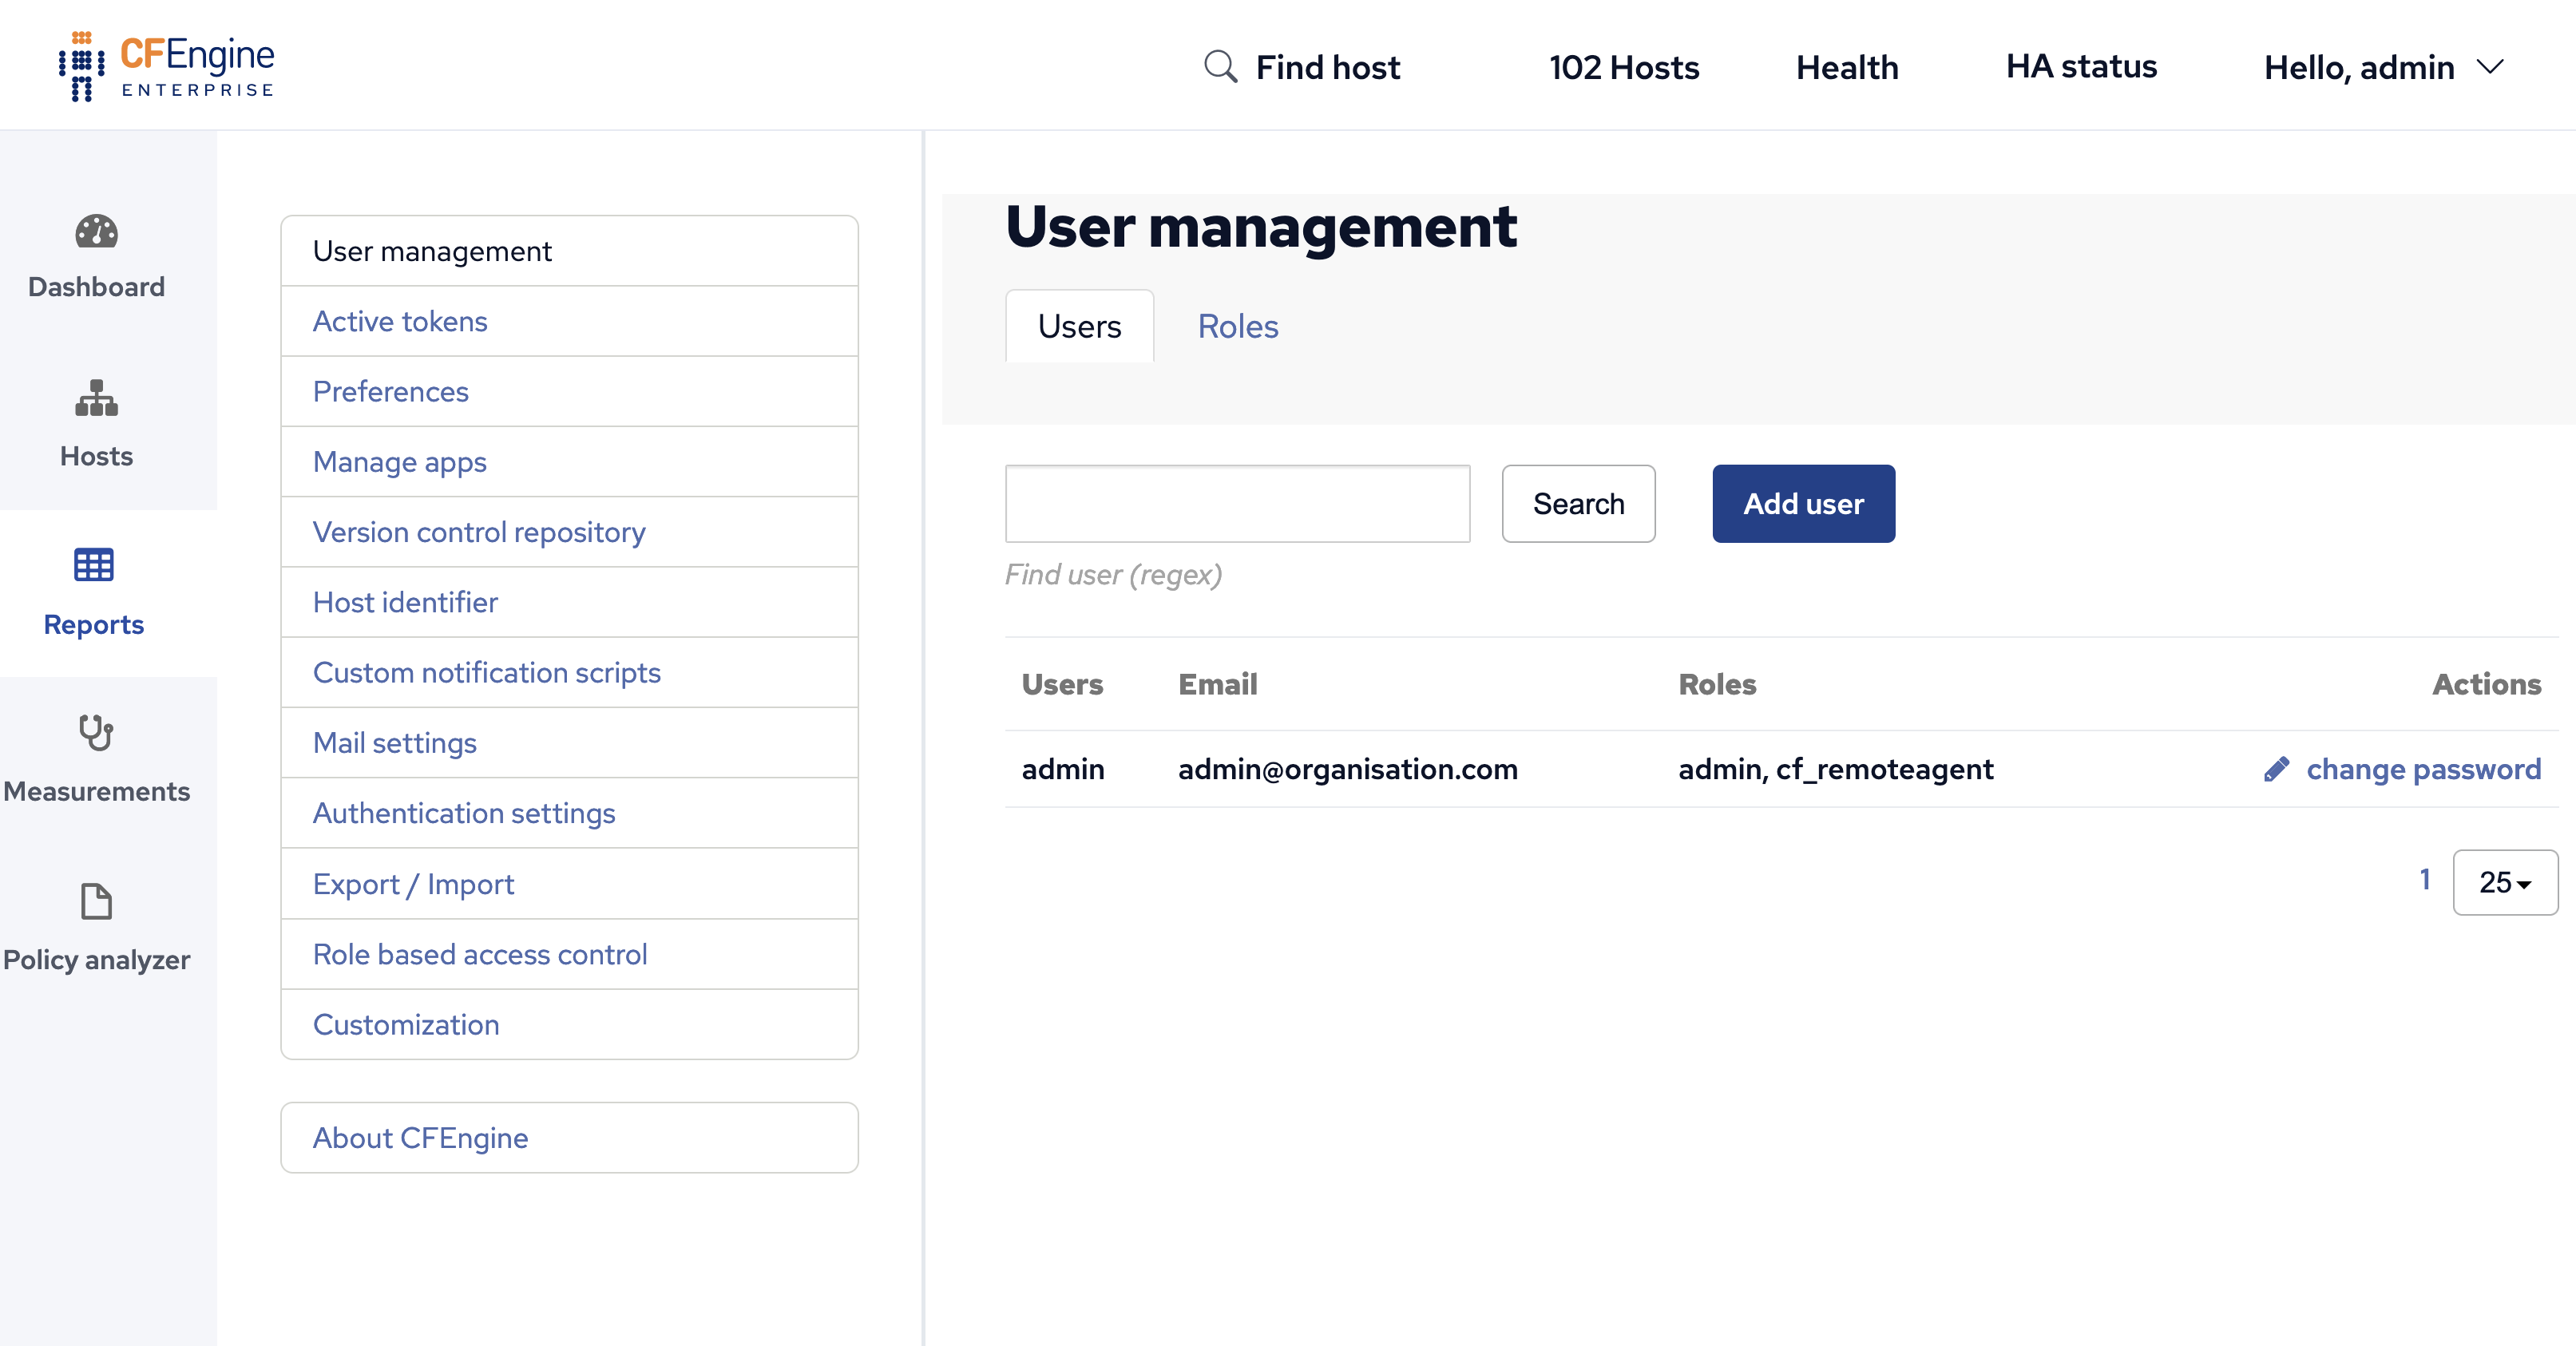 CFEngine
ENTERPRISE
Find host
102 Hosts
Health
HA status
Hello, admin
Dashboard
Hosts
Reports
Measurements
Policy analyzer
User management
Active tokens
Preferences
Manage apps
Version control repository
Host identifier
Custom notification scripts
Mail settings
Authentication settings
Export / Import
Role based access control
Customization
About CFEngine
User management
Users
Roles
Search
Add user
Find user (regex)
Users Email Roles Actions
admin admin@organisation.com admin, cf_remoteagent change password
1 25